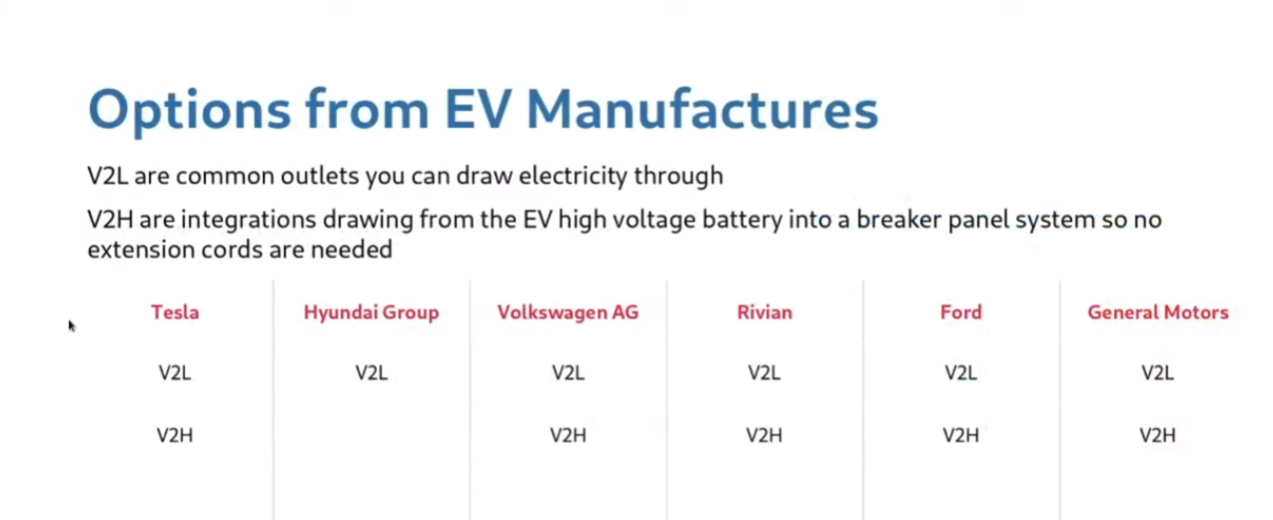 Options from EV Manufactures
V2L are common outlets you can draw electricity through
V2H are integrations drawing from the EV high voltage battery into a breaker panel system so no
extension cords are needed
Tesla Hyundai Group Volkswagen AG Rivian Ford General Motors
V2L V2L V2L V2L V2L V2L
V2H V2H V2H V2H V2H